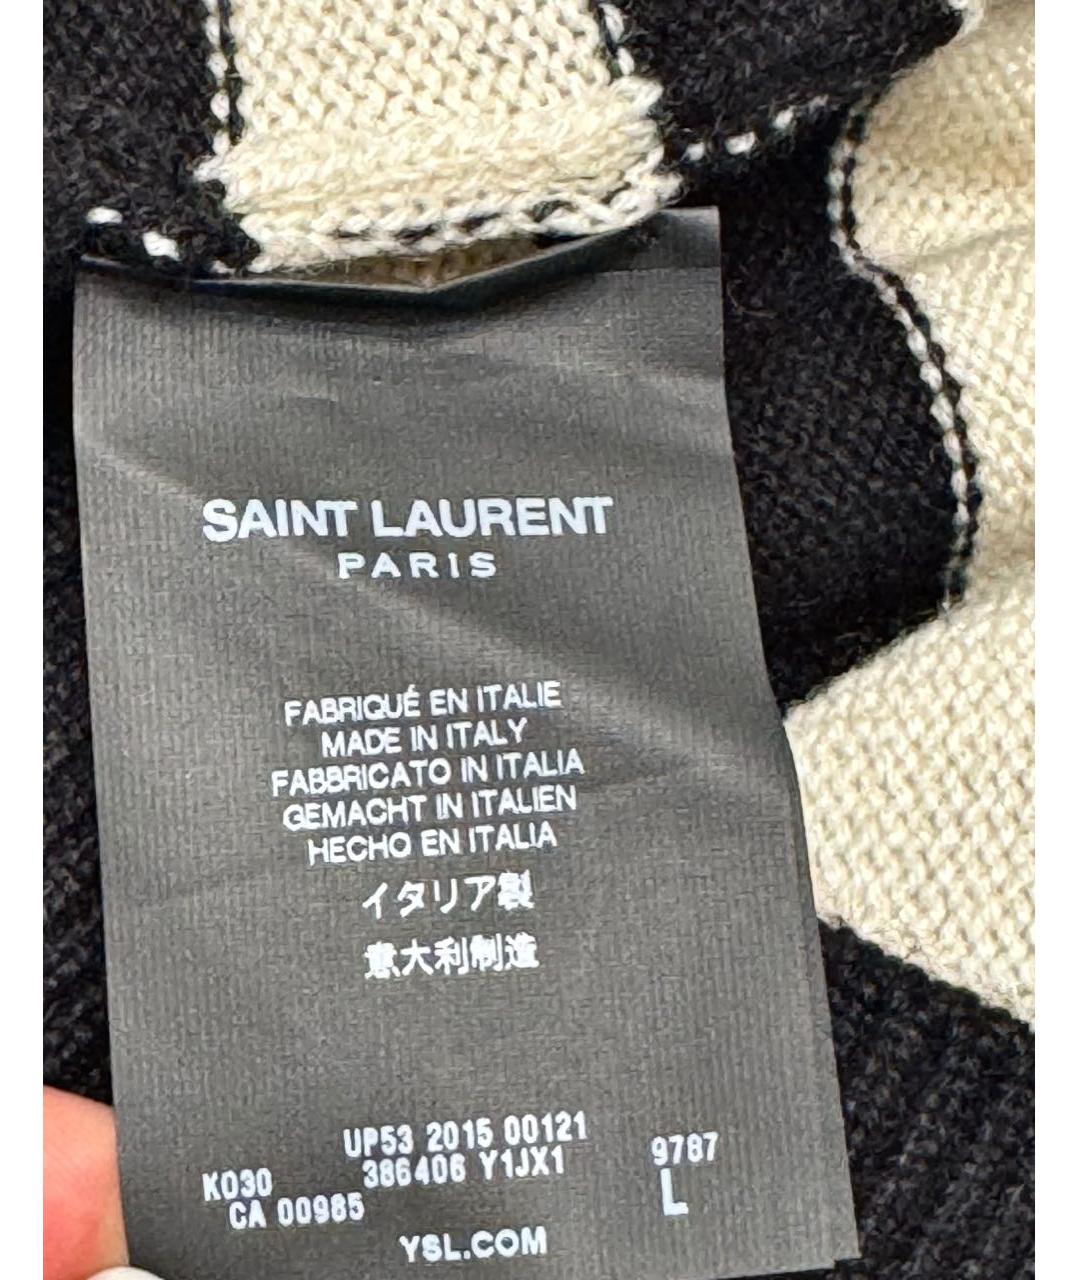 SAINT LAURENT
PARIS
FABRIQUÉ EN ITALIE
MADE IN ITALY
FABBRICATO IN ITALIA
GEMACHT IN ITALIEN
HECHO EN ITALIA
イタリア製
意大利制造
UP53 2015 00121
386406 Y1JX1
9787
K030
L
CA 00985
YSL.COM